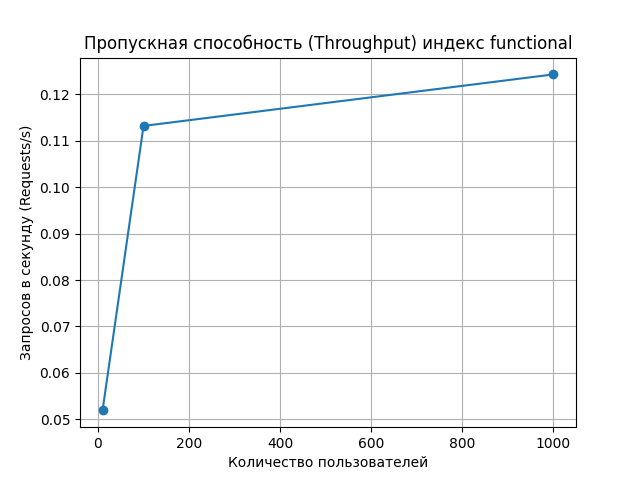 Пропускная способность (Throughput) индекс functional
Запросов в секунду (Requests/s)
0.12
0.11
0.10
0.09
0.08
0.07
0.06
0.05
0 200 400 600 800 1000
Количество пользователей